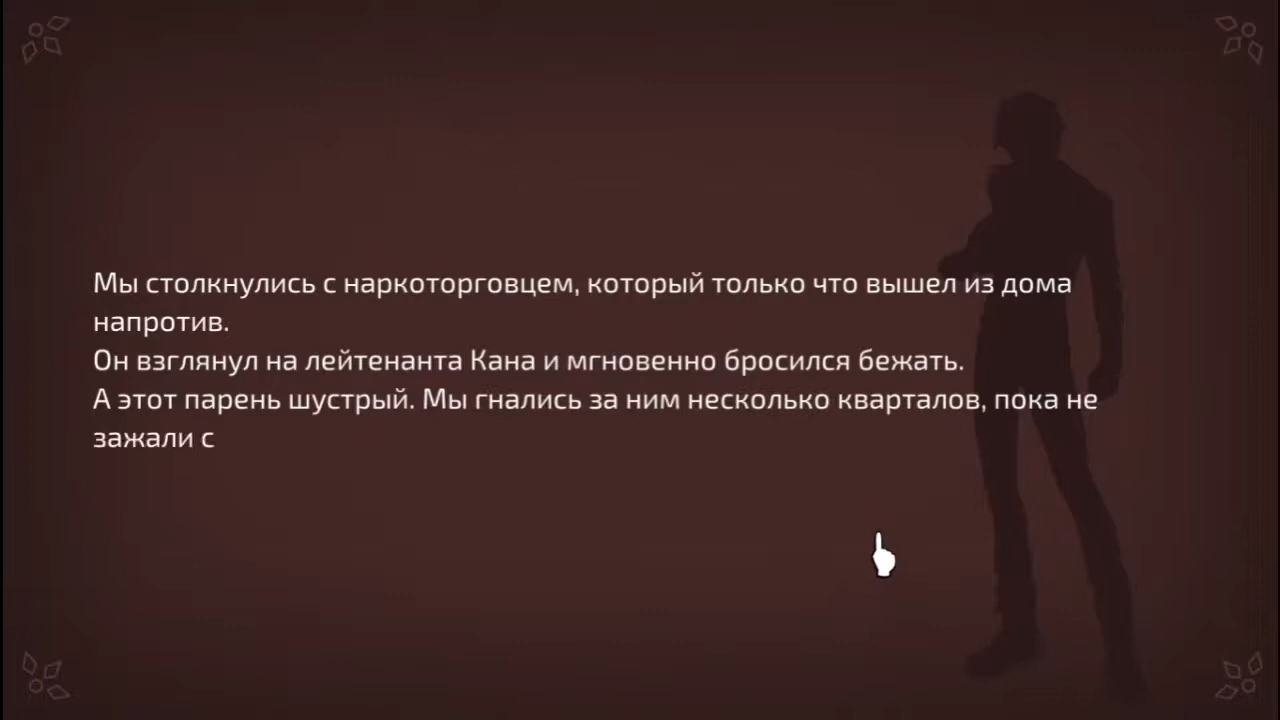 Мы столкнулись с наркоторговцем, который только что вышел из дома
напротив.
Он взглянул на лейтенанта Кана и мгновенно бросился бежать.
А этот парень шустрый. Мы гнались за ним несколько кварталов, пока не
зажали с